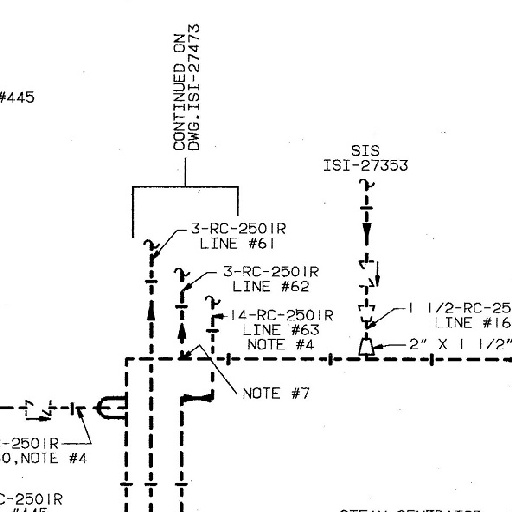 CONTINUED ON
DWG.ISI-27473
#445
SIS
ISI-27353
3-RC-2501R
LINE #61
3-RC-2501R
LINE #62
14-RC-2501R
LINE #63
NOTE #4
1 1/2-RC-25
LINE #16
2" X 1 1/2"
NOTE #7
-2501R
0,NOTE #4
C-2501R